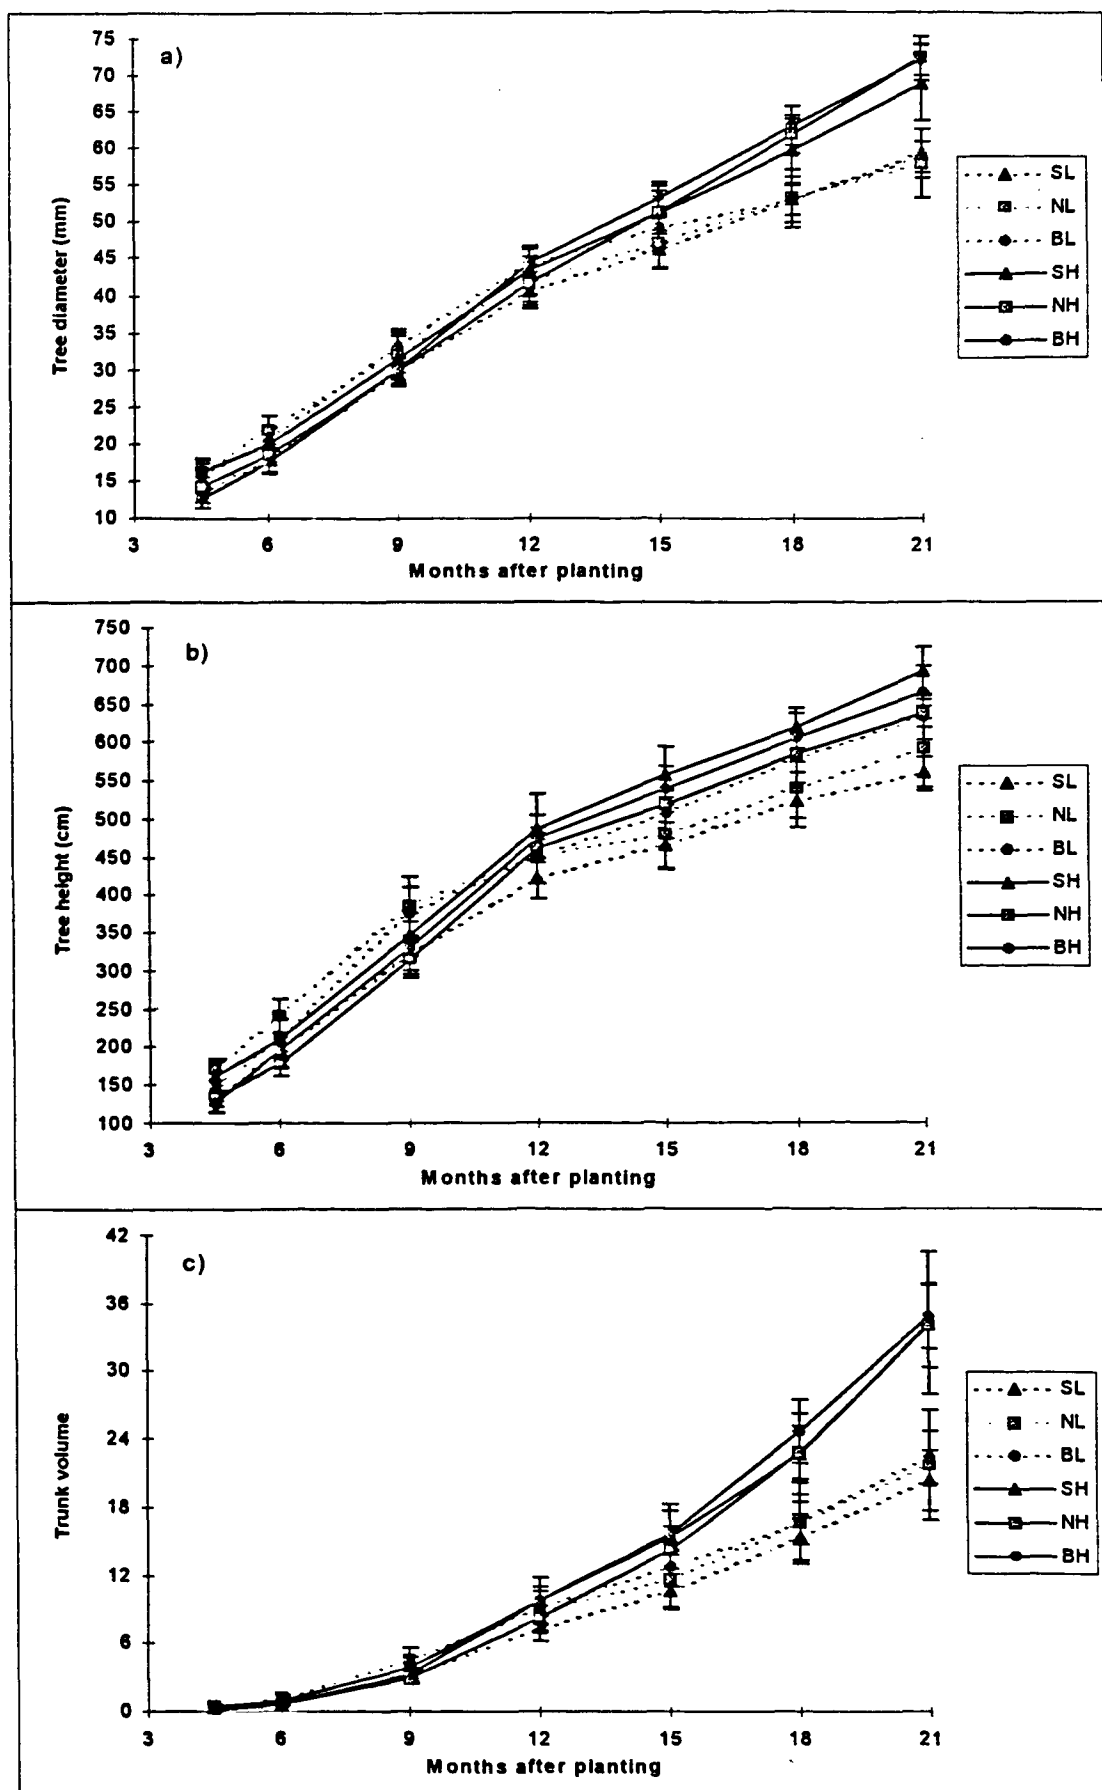 a)
75
70
65
60
55
50
45
40
35
30
25
20
15
10
Tree diameter (mm)
3 6 9 12 15 18 21
Months after planting
SL
NL
BL
SH
NH
BH
b)
750
700
650
600
550
500
450
400
350
300
250
200
150
100
Tree height (cm)
3 6 9 12 15 18 21
Months after planting
SL
NL
BL
SH
NH
BH
c)
42
36
30
24
18
12
6
0
Trunk volume
3 6 9 12 15 18 21
Months after planting
SL
NL
BL
SH
NH
BH